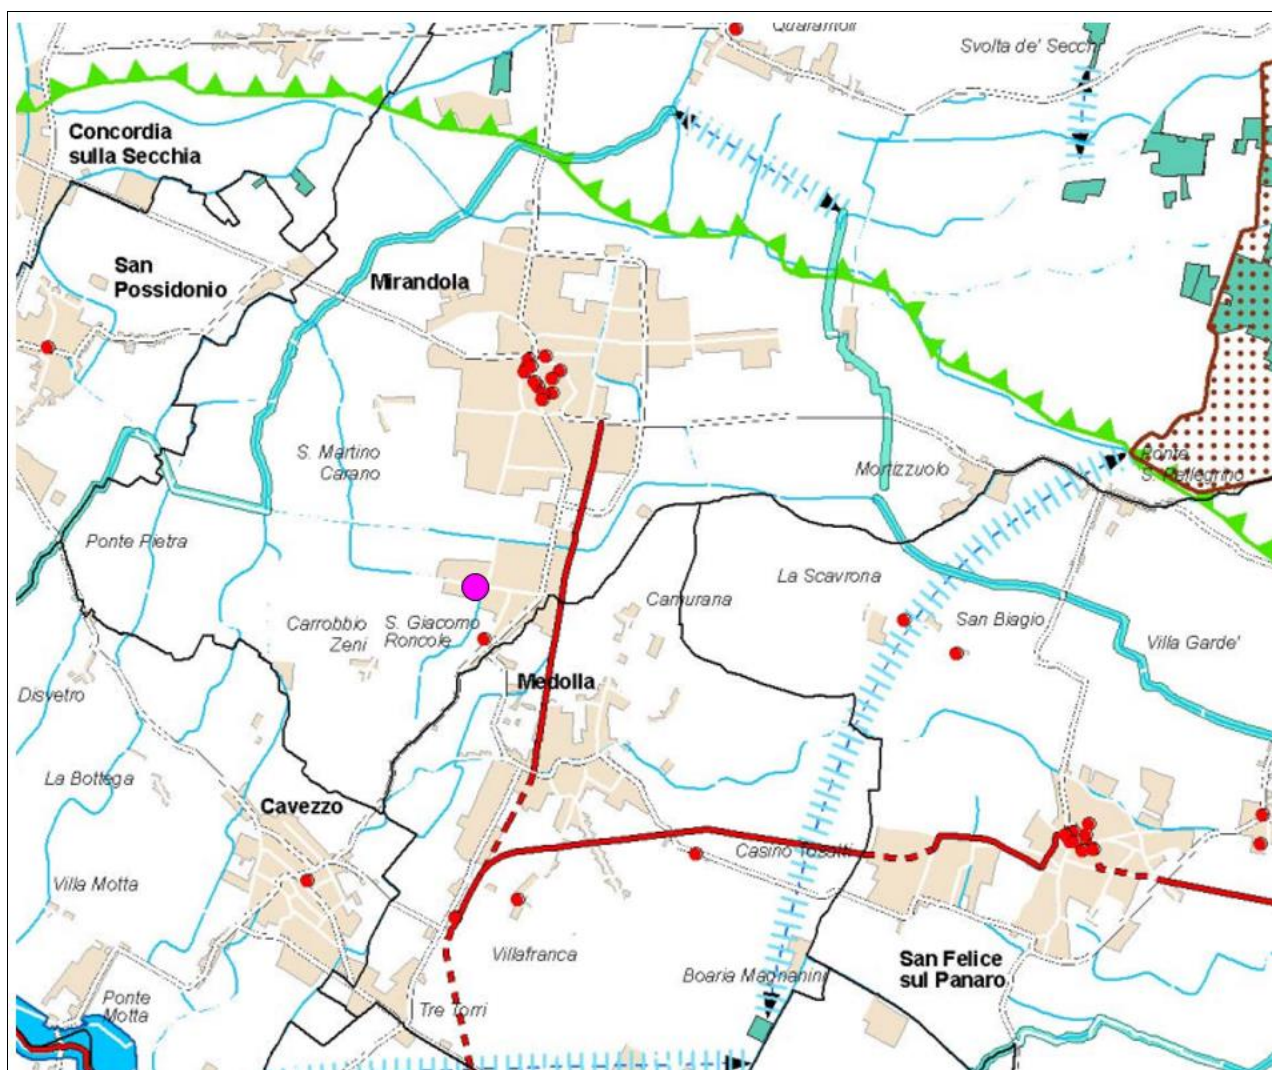 Quarantoli
Svolta de' Secchi
Concordia
sulla Secchia
San
Possidonio
Mirandola
S. Martino
Carano
Mortizzuolo
Ponte
S. Pellegrino
Ponte Pietra
La Scavrona
Camurana
San Biagio
Carrobbio
Zeni
S. Giacomo
Roncole
Villa Garde'
Disvetro
Medolla
La Bottega
Cavezzo
Casino Tusatti
Villa Motta
Villafranca
San Felice
sul Panaro
Boaria Magnanini
Ponte
Motta
Tre Torri